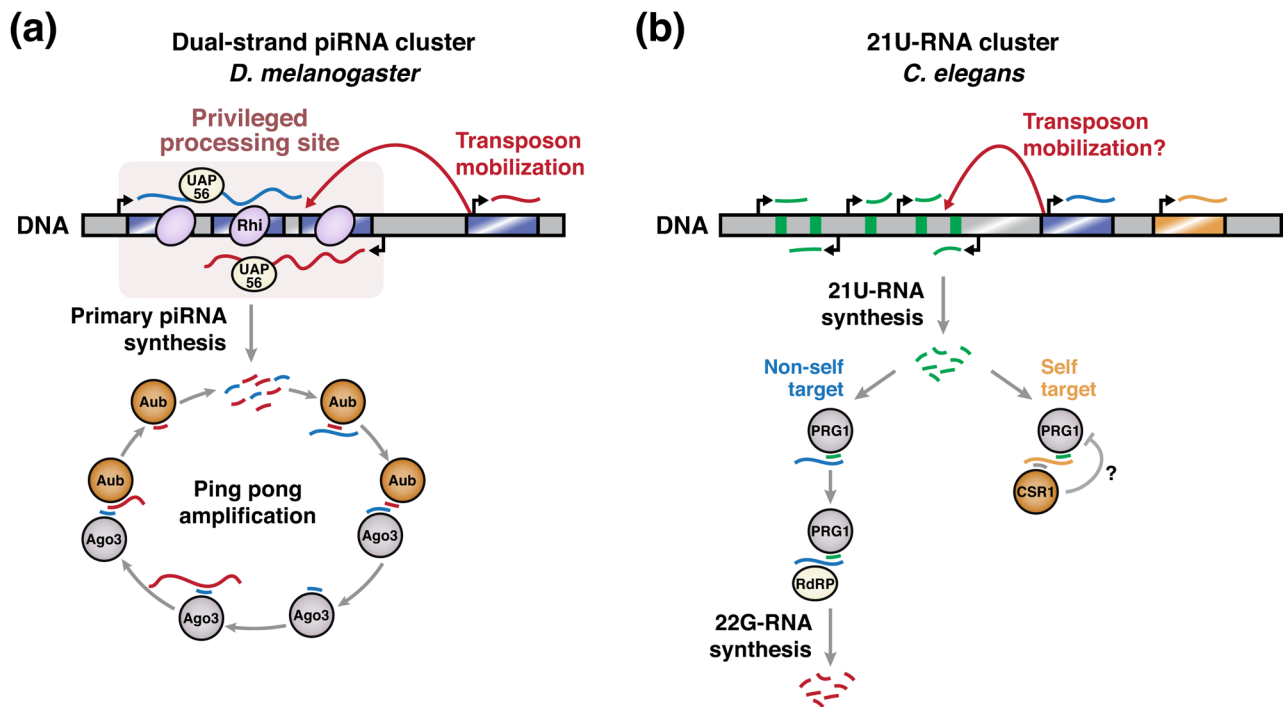 (a)
Dual-strand piRNA cluster
D. melanogaster
Privileged
processing site
Transposon
mobilization
UAP
56
DNA
Rhi
UAP
56
Primary piRNA
synthesis
Aub
Aub
Aub
Aub
Ping pong
amplification
Ago3
Ago3
Ago3
Ago3
(b)
21U-RNA cluster
C. elegans
Transposon
mobilization?
DNA
21U-RNA
synthesis
Non-self
target
Self
target
PRG1
PRG1
CSR1
?
PRG1
RdRP
22G-RNA
synthesis